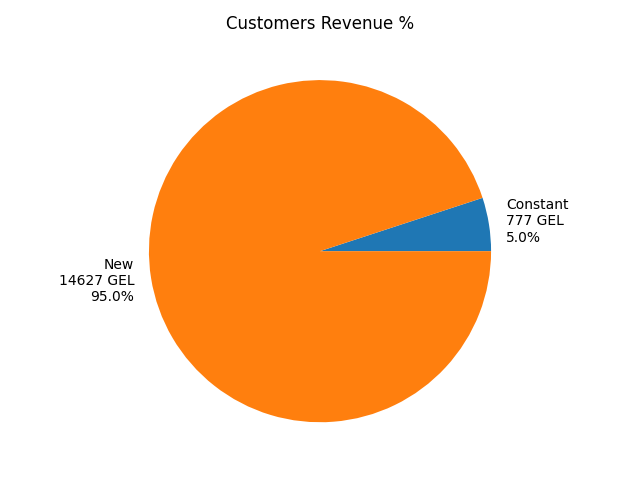 Customers Revenue %
Constant
777 GEL
5.0%
New
14627 GEL
95.0%